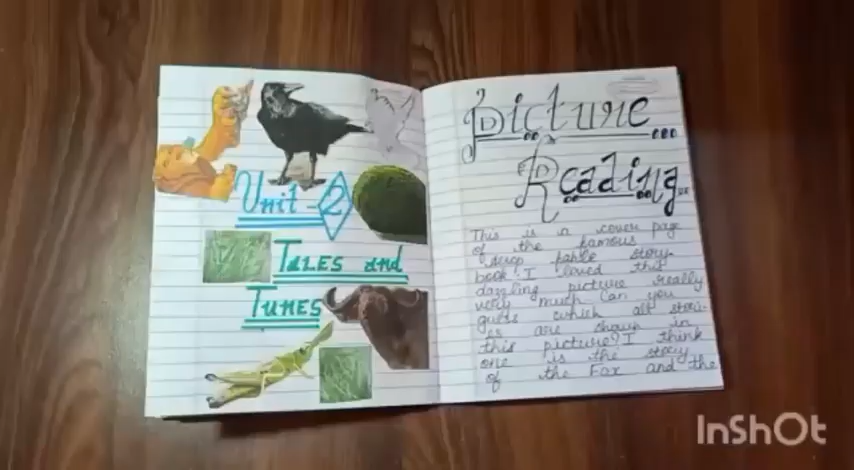 Unit-2
TALES and
TUNES
Picture
Reading
This is a cover page
of the famous
fable story
book. I loved this
dazzling picture really
very much Can you
guess which all stori-
es are shown in
this picture? I think
one is the story
of the Fox and the
InShOt